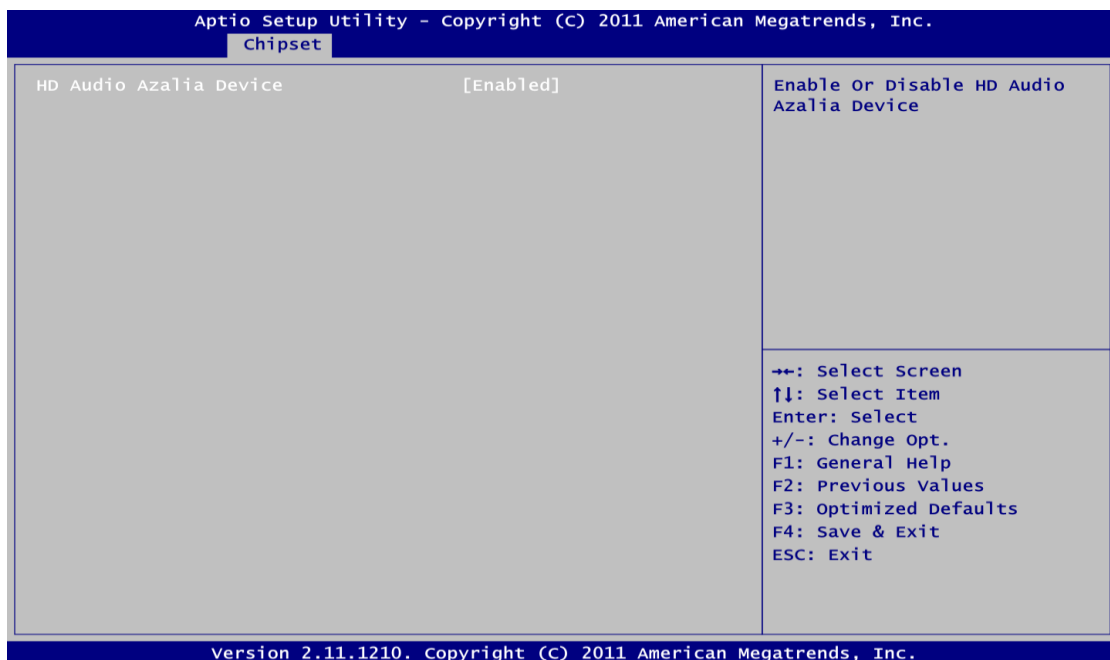 Aptio Setup Utility - Copyright (C) 2011 American Megatrends, Inc.
Chipset
HD Audio Azalia Device [Enabled]
Enable Or Disable HD Audio
Azalia Device
→←: Select Screen
↑↓: Select Item
Enter: Select
+/-: Change Opt.
F1: General Help
F2: Previous Values
F3: Optimized Defaults
F4: Save & Exit
ESC: Exit
Version 2.11.1210. Copyright (C) 2011 American Megatrends, Inc.